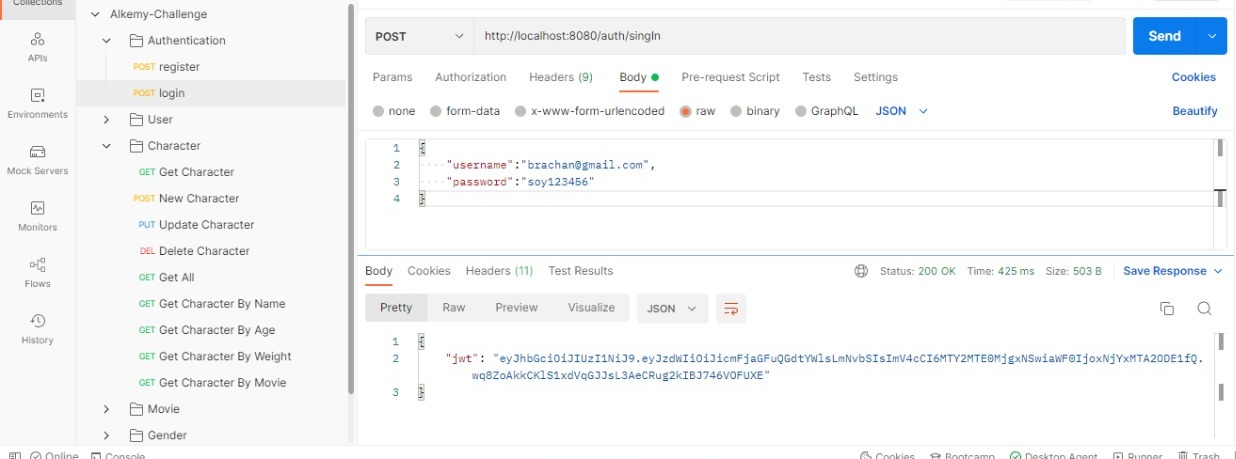 Collections
APIs
Environments
Mock Servers
Monitors
Flows
History
Alkemy-Challenge
Authentication
POST register
POST login
User
Character
GET Get Character
POST New Character
PUT Update Character
DEL Delete Character
GET Get All
GET Get Character By Name
GET Get Character By Age
GET Get Character By Weight
GET Get Character By Movie
Movie
Gender
POST http://localhost:8080/auth/singIn Send
Params Authorization Headers (9) Body Pre-request Script Tests Settings Cookies
none form-data x-www-form-urlencoded raw binary GraphQL JSON Beautify
1 {
2 ····"username":"brachan@gmail.com",
3 ····"password":"soy123456"
4 }
Body Cookies Headers (11) Test Results Status: 200 OK Time: 425 ms Size: 503 B Save Response
Pretty Raw Preview Visualize JSON
1 {
2 "jwt": "eyJhbGciOiJIUzI1NiJ9.eyJzdWIiOiJicmFjaGFuQGdtYWlsLmNvbSIsImV4cCI6MTY2MTE0MjgxNSwiaWF0IjoxNjYxMTA2ODE1fQ.
wq8ZoAkkCKlS1xdVqGJJsL3AeCRug2kIBJ746VOFUXE"
3 }
Online Console Cookies Bootcamp Desktop Agent Runner Trash